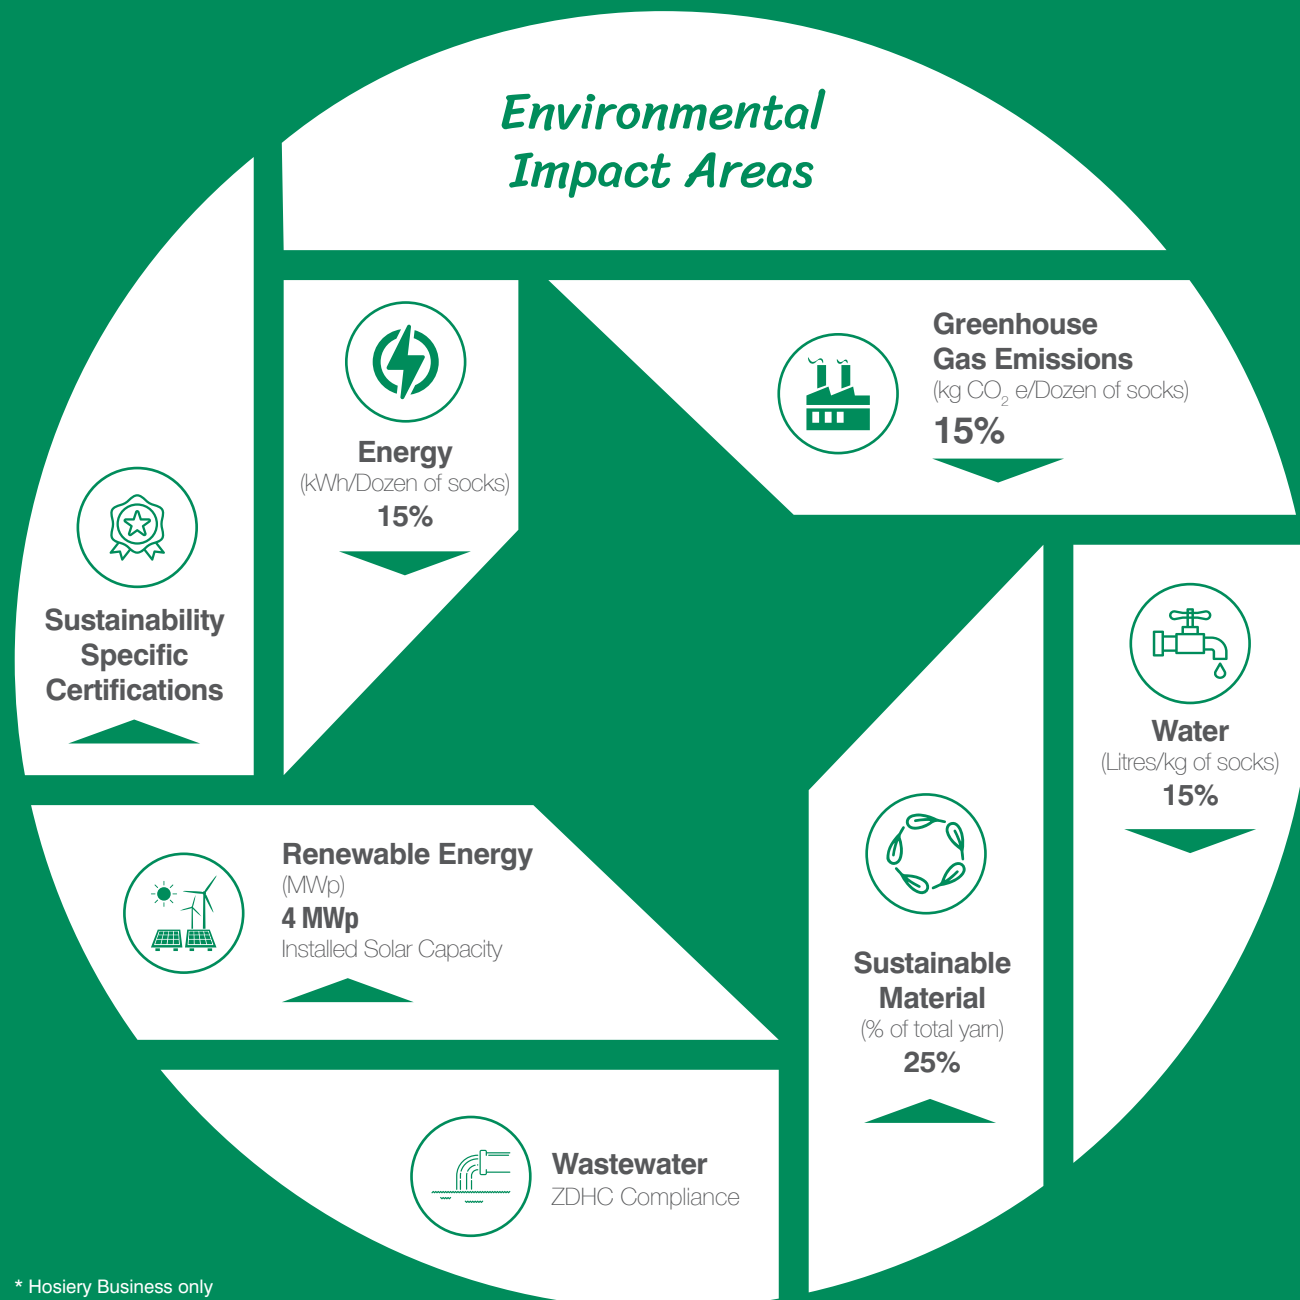 Environmental
Impact Areas
Greenhouse
Gas Emissions
(kg CO₂ e/Dozen of socks)
15%
Energy
(kWh/Dozen of socks)
15%
Sustainability
Specific
Certifications
Water
(Litres/kg of socks)
15%
Renewable Energy
(MWp)
4 MWp
Installed Solar Capacity
Sustainable
Material
(% of total yarn)
25%
Wastewater
ZDHC Compliance
* Hosiery Business only